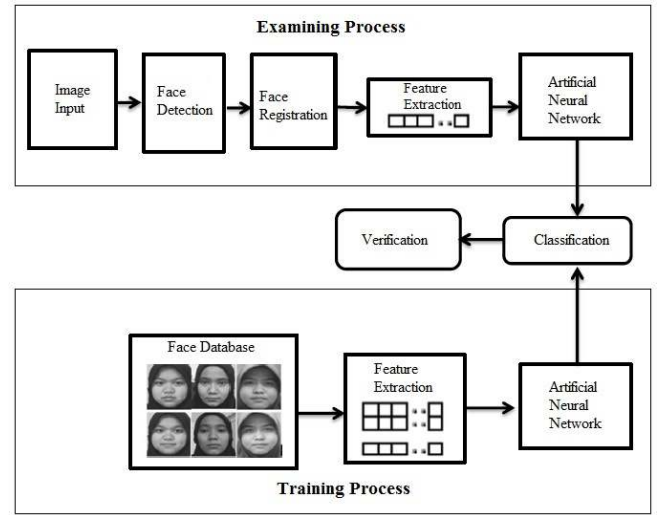 Examining Process
Image
Input
Face
Detection
Face
Registration
Feature
Extraction
Artificial
Neural
Network
Verification
Classification
Face Database
Feature
Extraction
Artificial
Neural
Network
Training Process